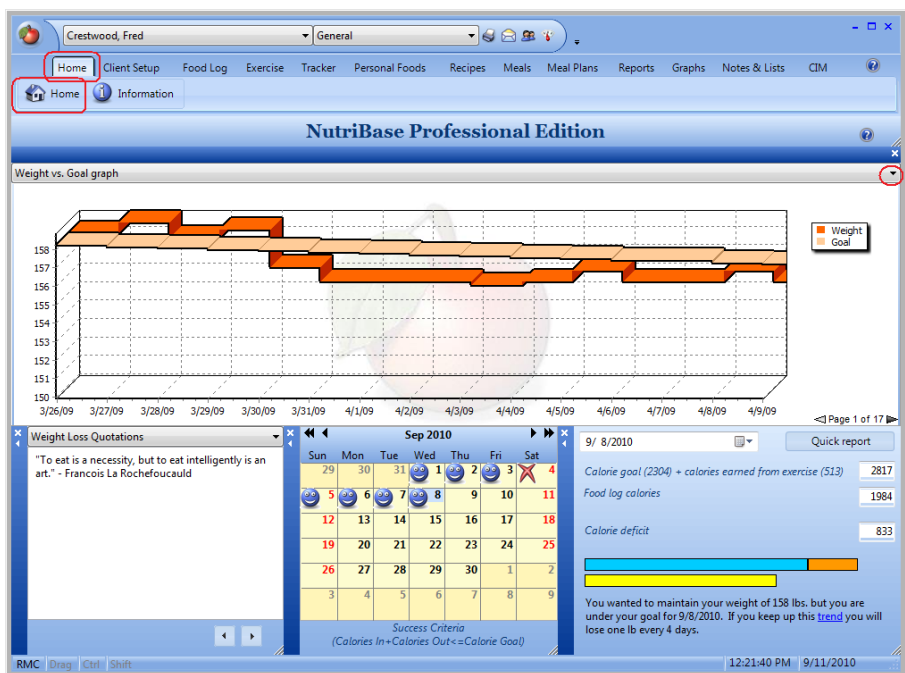 Crestwood, Fred General
Home Client Setup Food Log Exercise Tracker Personal Foods Recipes Meals Meal Plans Reports Graphs Notes & Lists CIM
Home Information
NutriBase Professional Edition
Weight vs. Goal graph
Weight
Goal
158
157
156
155
154
153
152
151
150
3/26/09 3/27/09 3/28/09 3/29/09 3/30/09 3/31/09 4/1/09 4/2/09 4/3/09 4/4/09 4/5/09 4/6/09 4/7/09 4/8/09 4/9/09
Page 1 of 17
Weight Loss Quotations
"To eat is a necessity, but to eat intelligently is an
art." - Francois La Rochefoucauld
Sep 2010
Sun Mon Tue Wed Thu Fri Sat
29 30 31 1 2 3 4
5 6 7 8 9 10 11
12 13 14 15 16 17 18
19 20 21 22 23 24 25
26 27 28 29 30 1 2
3 4 5 6 7 8 9
Success Criteria
(Calories In+Calories Out<=Calorie Goal)
9/ 8/2010 Quick report
Calorie goal (2304) + calories earned from exercise (513) 2817
Food log calories 1984
Calorie deficit 833
You wanted to maintain your weight of 158 lbs. but you are
under your goal for 9/8/2010. If you keep up this trend you will
lose one lb every 4 days.
RMC Drag Ctrl Shift 12:21:40 PM 9/11/2010